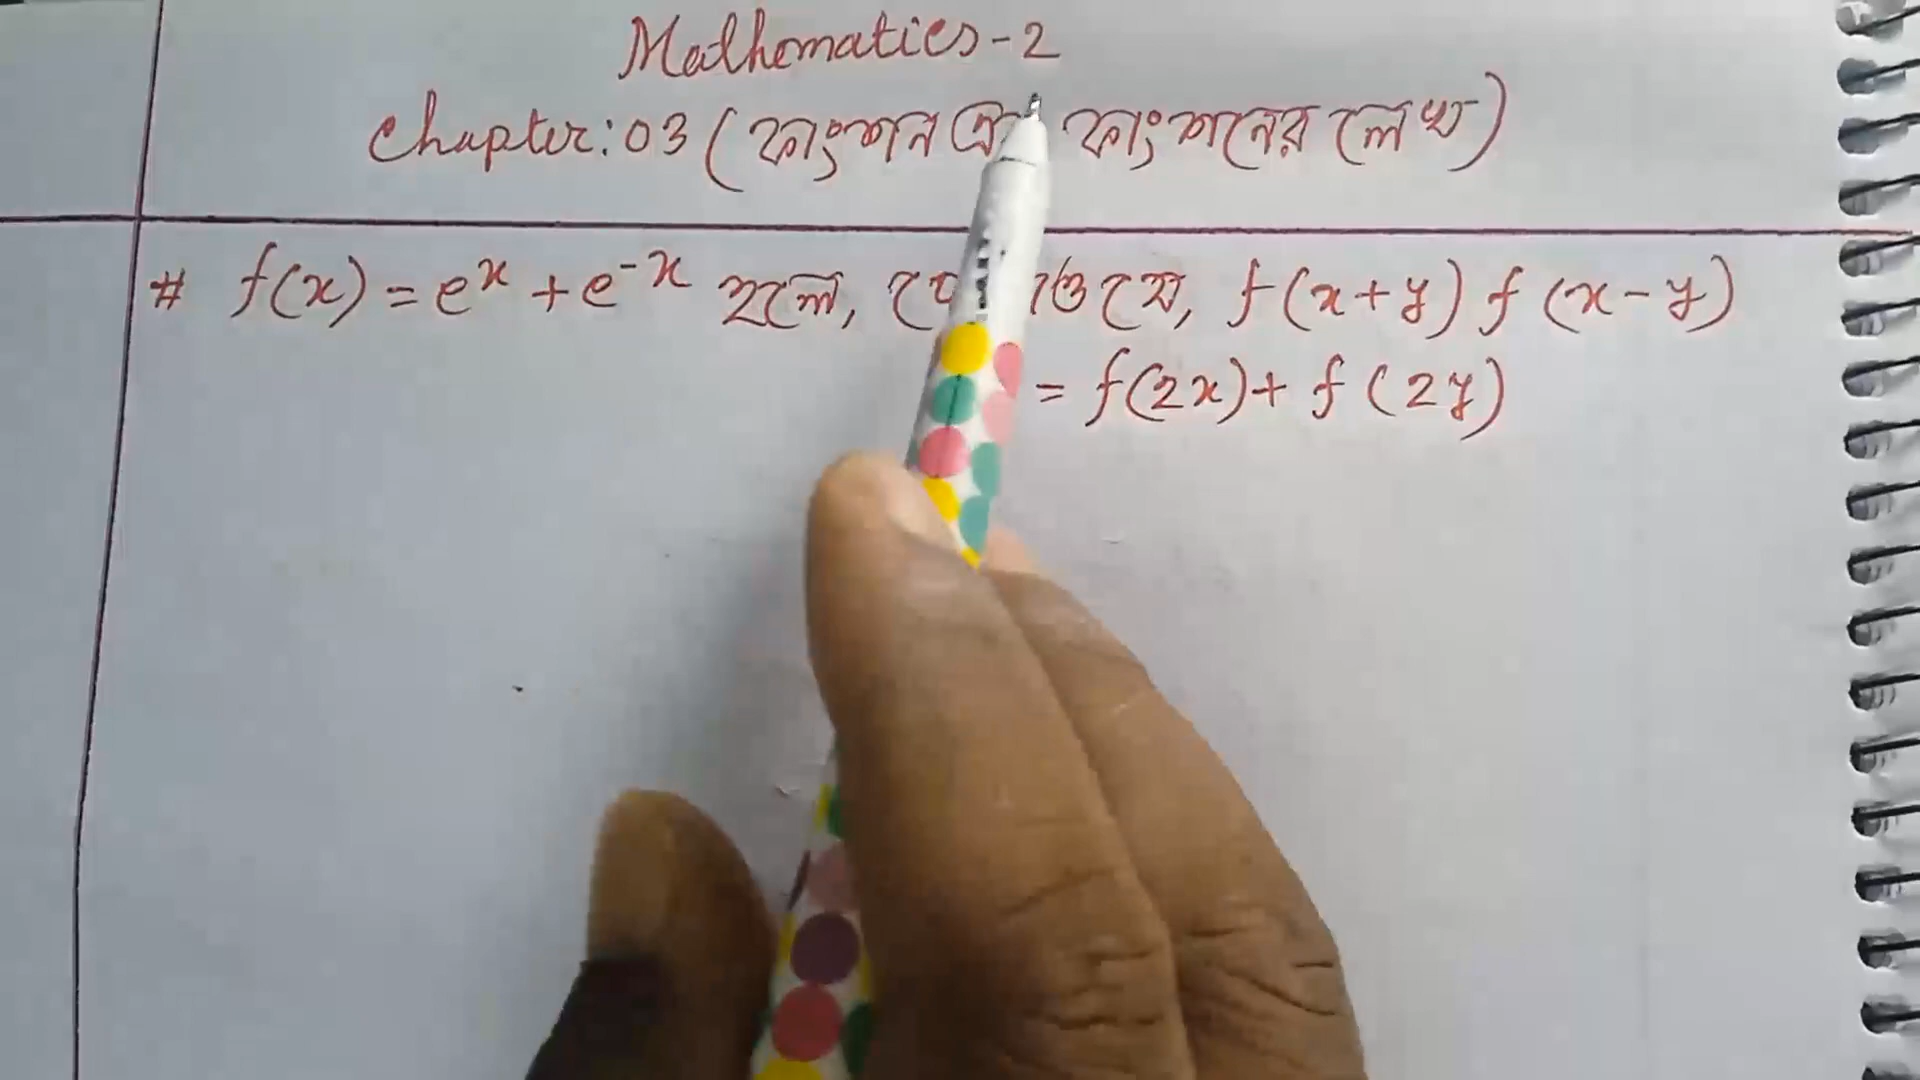 Mathematics-2
Chapter: 03 (ফাংশন ফাংশনের লেখ)
# f(x) = e^x + e^-x হলে, যে, f(x+y) f (x-y)
= f(2x)+ f (2y)